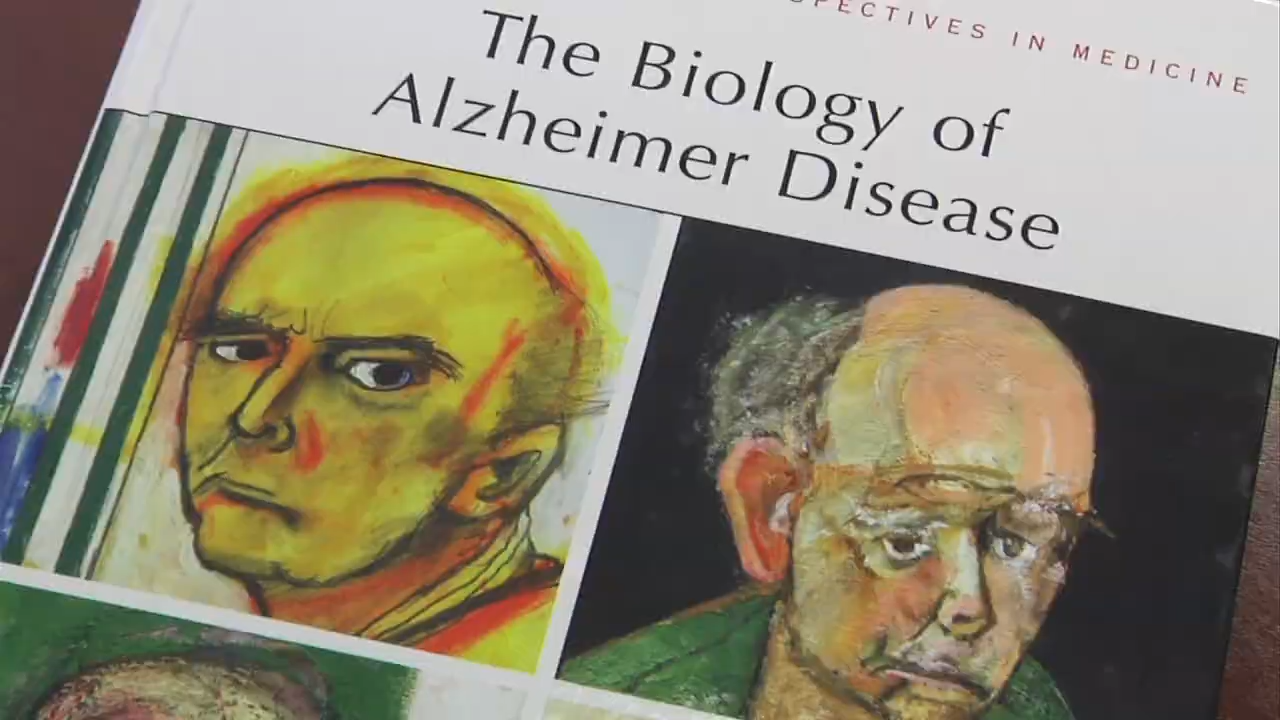 PECTIVES IN MEDICINE
The Biology of
Alzheimer Disease